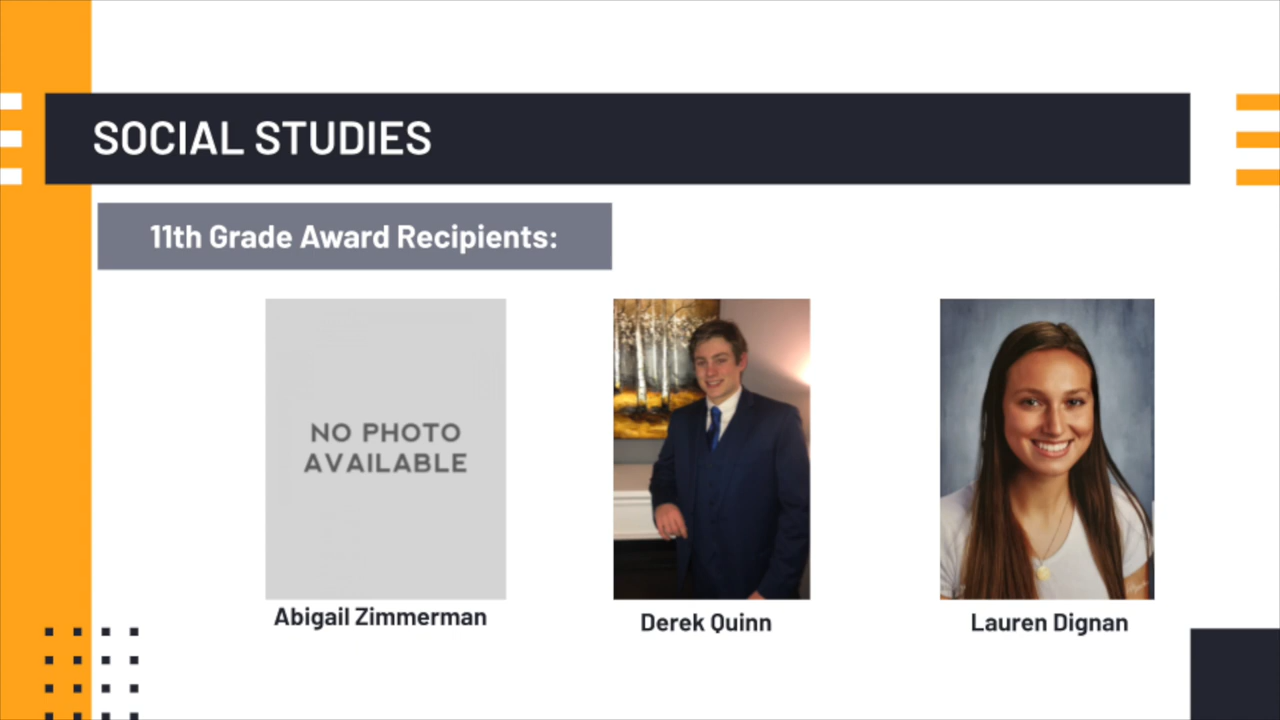 SOCIAL STUDIES
11th Grade Award Recipients:
NO PHOTO
AVAILABLE
Abigail Zimmerman
Derek Quinn
Lauren Dignan